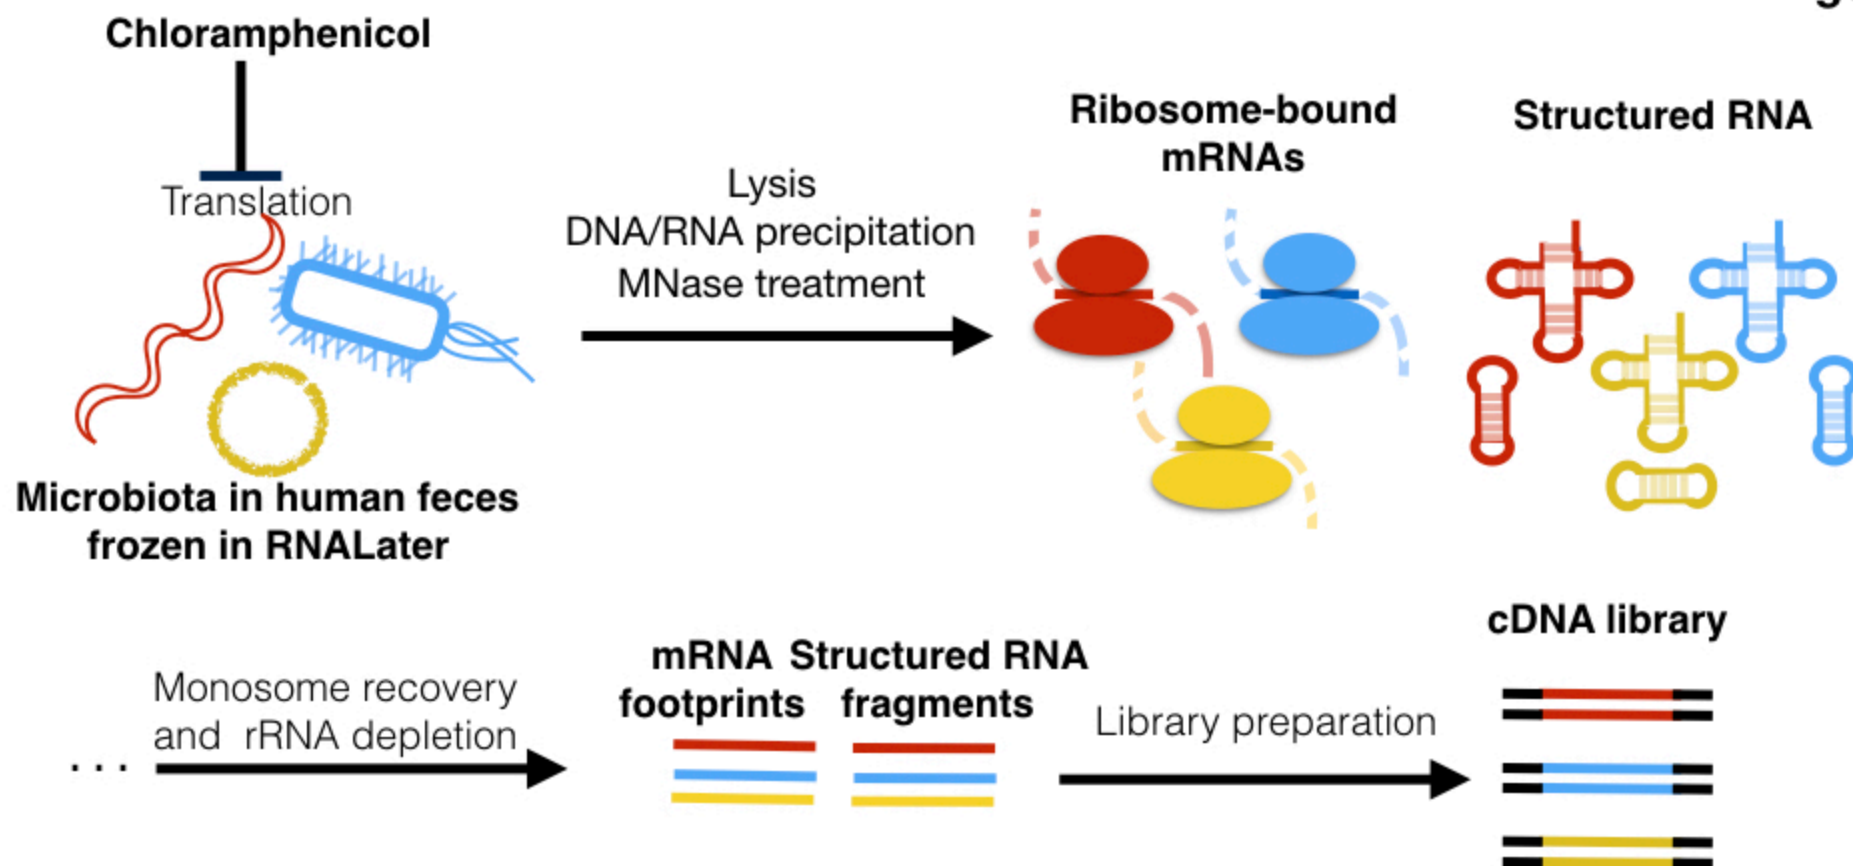 Chloramphenicol
Translation
Microbiota in human feces
frozen in RNALater
Lysis
DNA/RNA precipitation
MNase treatment
Ribosome-bound
mRNAs
Structured RNA
. . .
Monosome recovery
and rRNA depletion
mRNA
footprints
Structured RNA
fragments
Library preparation
cDNA library